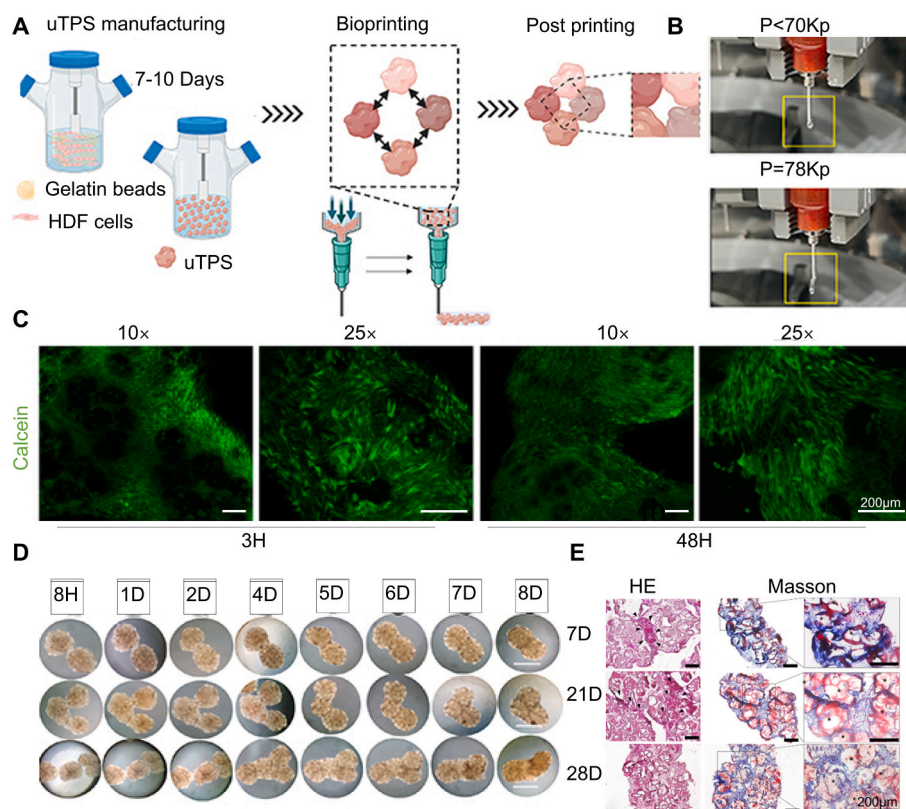 A
uTPS manufacturing
Bioprinting
Post printing
7-10 Days
Gelatin beads
HDF cells
uTPS
B
P<70Kp
P=78Kp
C
10×
25×
10×
25×
Calcein
200μm
3H
48H
D
8H
1D
2D
4D
5D
6D
7D
8D
E
HE
Masson
7D
21D
28D
200μm